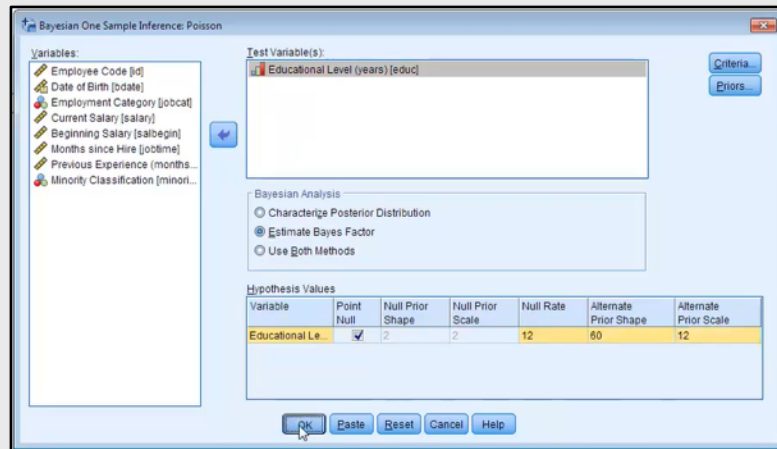 Bayesian One Sample Inference: Poisson
Variables:
Employee Code [id]
Date of Birth [bdate]
Employment Category [jobcat]
Current Salary [salary]
Beginning Salary [salbegin]
Months since Hire [jobtime]
Previous Experience (months...
Minority Classification [minori...
Test Variable(s):
Educational Level (years) [educ]
Criteria...
Priors...
Bayesian Analysis
Characterize Posterior Distribution
Estimate Bayes Factor
Use Both Methods
Hypothesis Values
Variable Point Null Null Prior Shape Null Prior Scale Null Rate Alternate Prior Shape Alternate Prior Scale
Educational Le... 2 2 12 60 12
OK Paste Reset Cancel Help